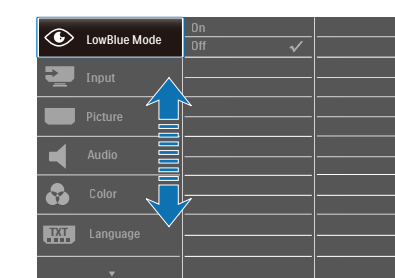 LowBlue Mode
On
Off
Input
Picture
Audio
Color
TXT
Language